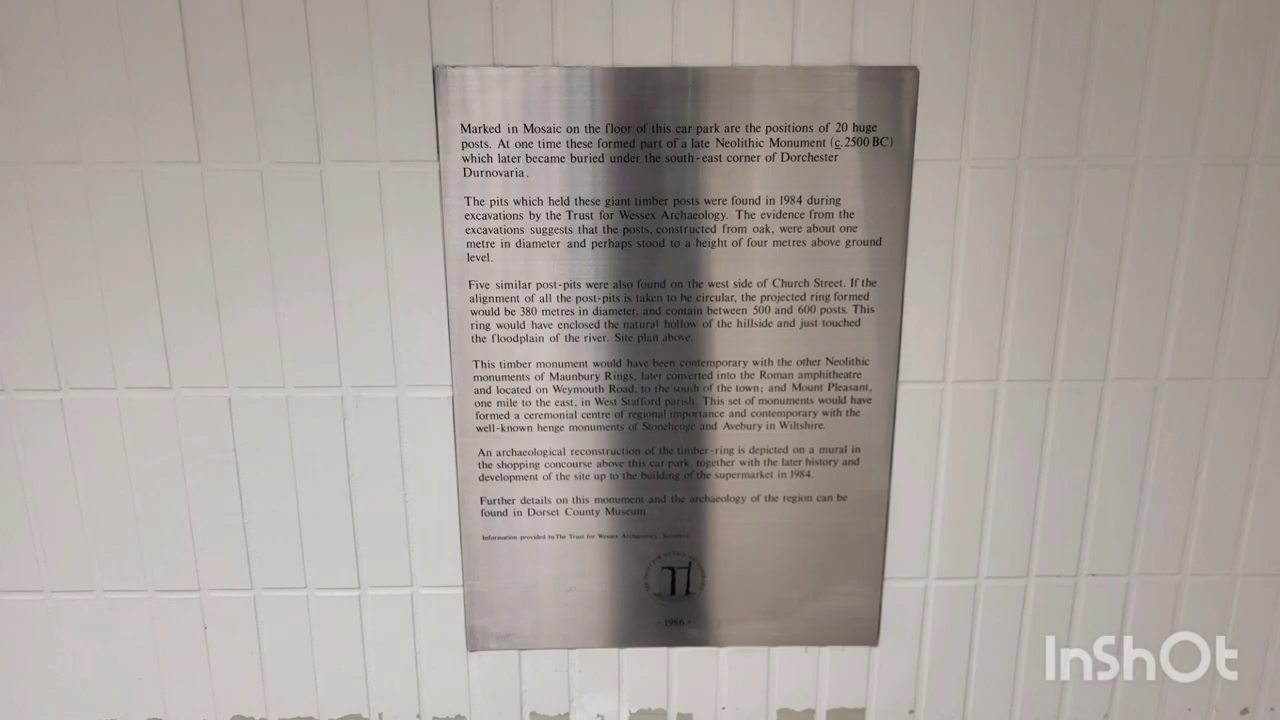 Marked in Mosaic on the floor of this car park are the positions of 20 huge
posts. At one time these formed part of a late Neolithic Monument (c.2500 BC)
which later became buried under the south-east corner of Dorchester
Durnovaria.
The pits which held these giant timber posts were found in 1984 during
excavations by the Trust for Wessex Archaeology. The evidence from the
excavations suggests that the posts, constructed from oak, were about one
metre in diameter and perhaps stood to a height of four metres above ground
level.
Five similar post-pits were also found on the west side of Church Street. If the
alignment of all the post-pits is taken to be circular, the projected ring formed
would be 380 metres in diameter, and contain between 500 and 600 posts. This
ring would have enclosed the natural hollow of the hillside and just touched
the floodplain of the river. Site plan above.
This timber monument would have been contemporary with the other Neolithic
monuments of Maunbury Rings, later converted into the Roman amphitheatre
and located on Weymouth Road, to the south of the town; and Mount Pleasant,
one mile to the east, in West Stafford parish. This set of monuments would have
formed a ceremonial centre of regional importance and contemporary with the
well-known henge monuments of Stonehenge and Avebury in Wiltshire.
An archaeological reconstruction of the timber-ring is depicted on a mural in
the shopping concourse above this car park, together with the later history and
development of the site up to the building of the supermarket in 1984.
Further details on this monument and the archaeology of the region can be
found in Dorset County Museum.
Information provided by The Trust for Wessex Archaeology,
- 1986 -
InShOt